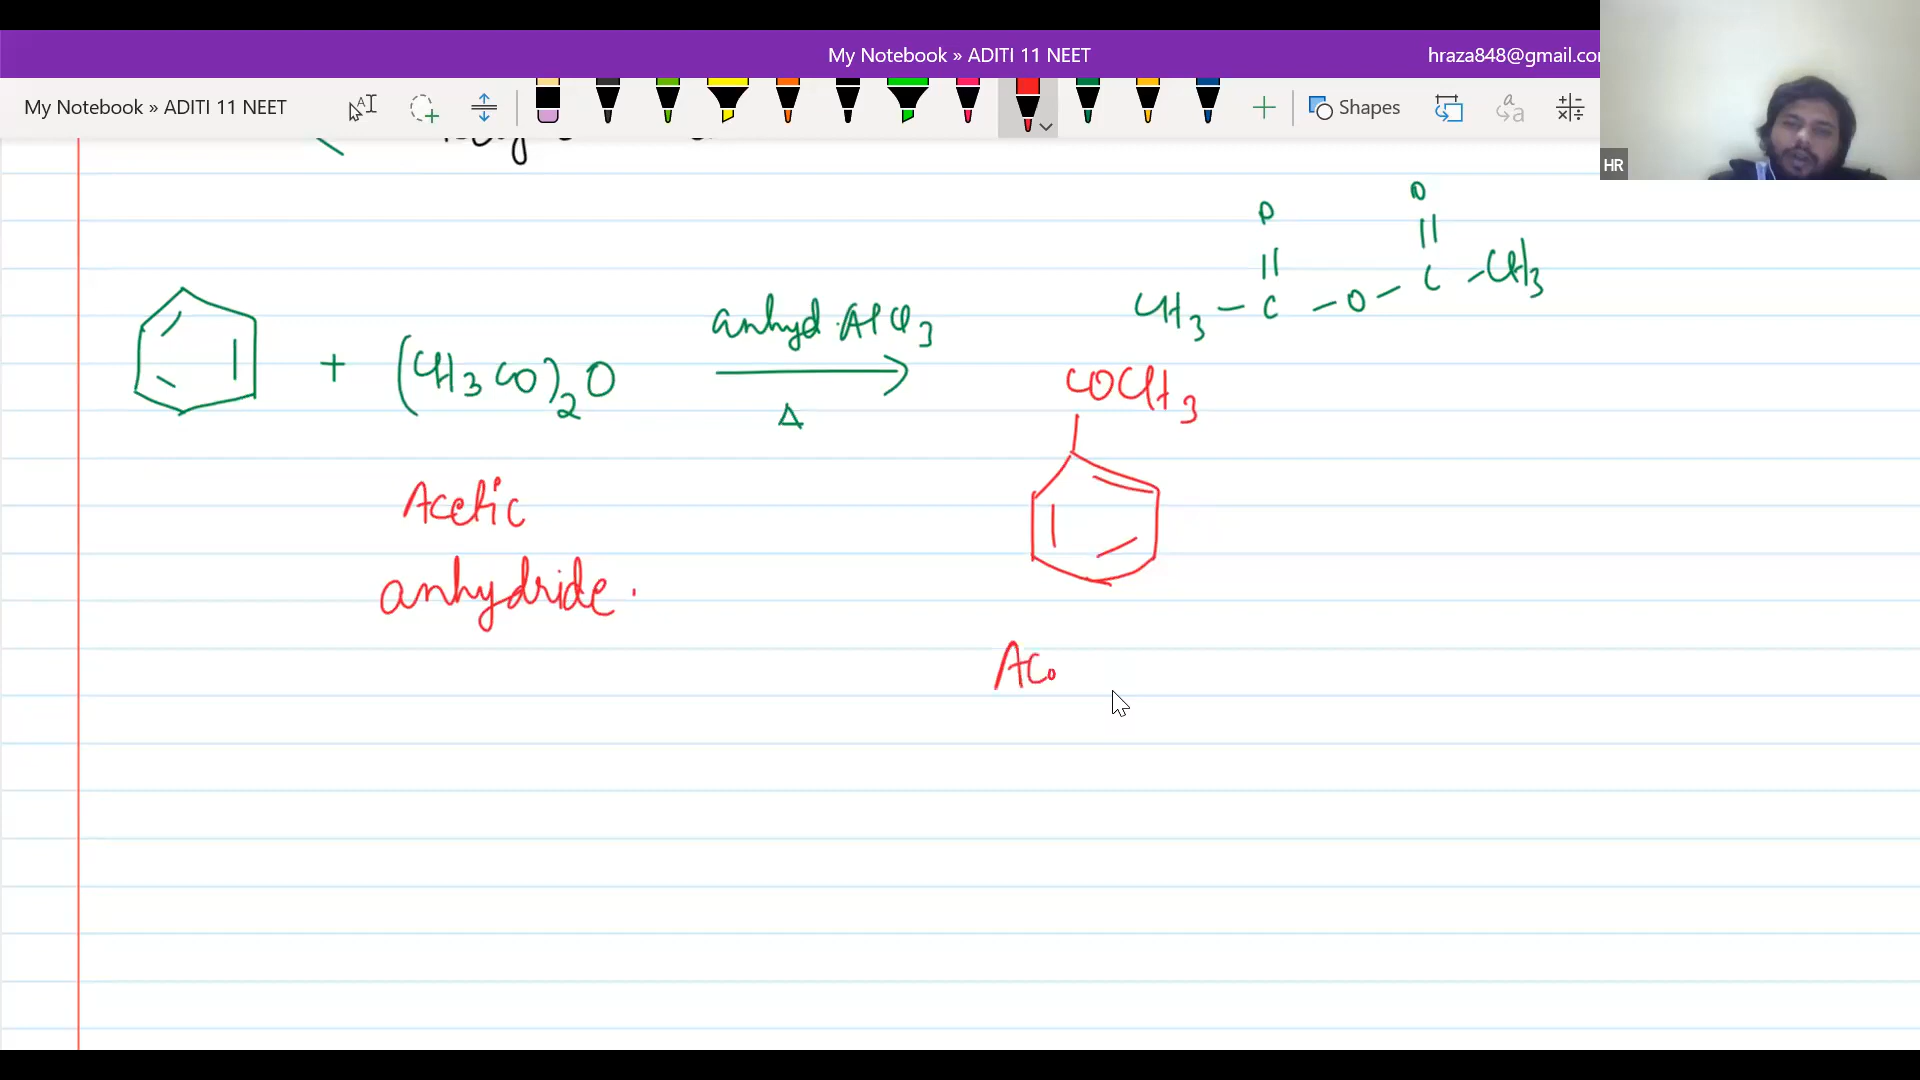 My Notebook » ADITI 11 NEET
hraza848@gmail.co
My Notebook » ADITI 11 NEET
Shapes
HR
O O
|| ||
CH3 - C - O - C - CH3
+ (CH3CO)2O anhyd. AlCl3
Δ
COCH3
Acetic
anhydride.
Ac